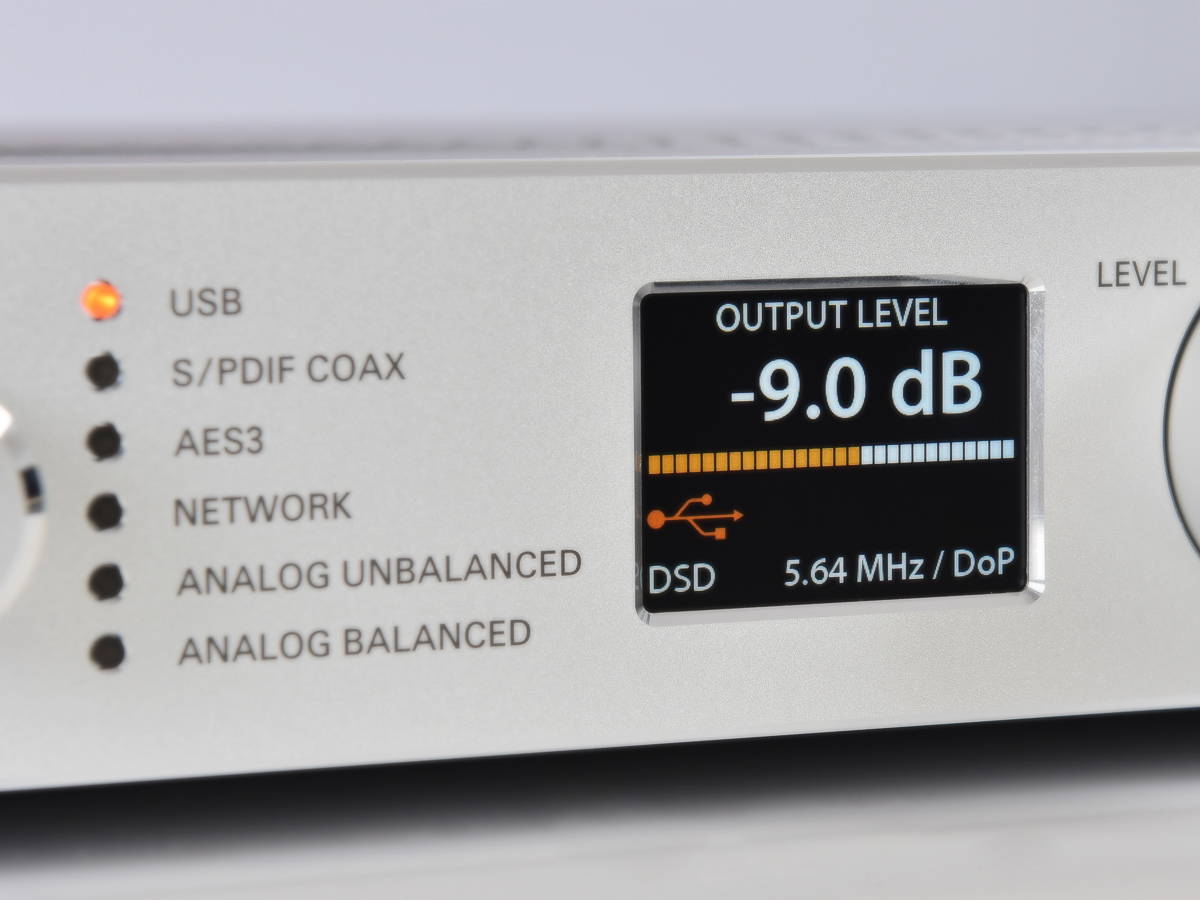 USB
S/PDIF COAX
AES3
NETWORK
ANALOG UNBALANCED
ANALOG BALANCED
OUTPUT LEVEL
-9.0 dB
DSD 5.64 MHz / DoP
LEVEL